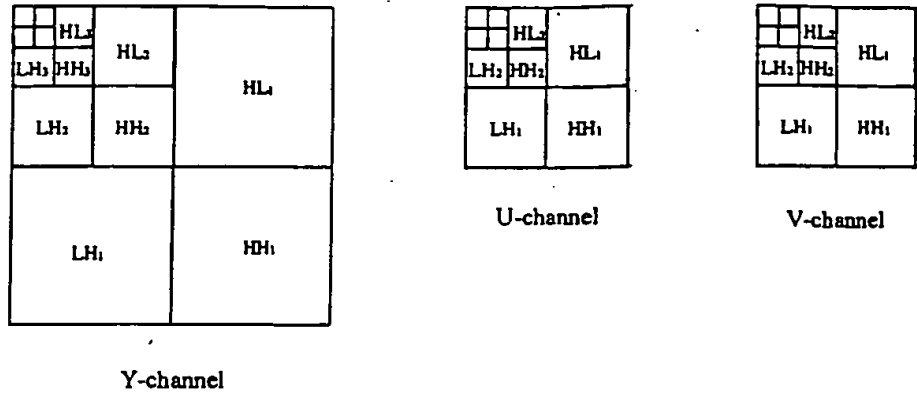 HL₃ HL₂ HL₁
LH₃ HH₃
LH₂ HH₂
LH₁ HH₁
Y-channel
HL₂ HL₁
LH₂ HH₂
LH₁ HH₁
U-channel
HL₂ HL₁
LH₂ HH₂
LH₁ HH₁
V-channel